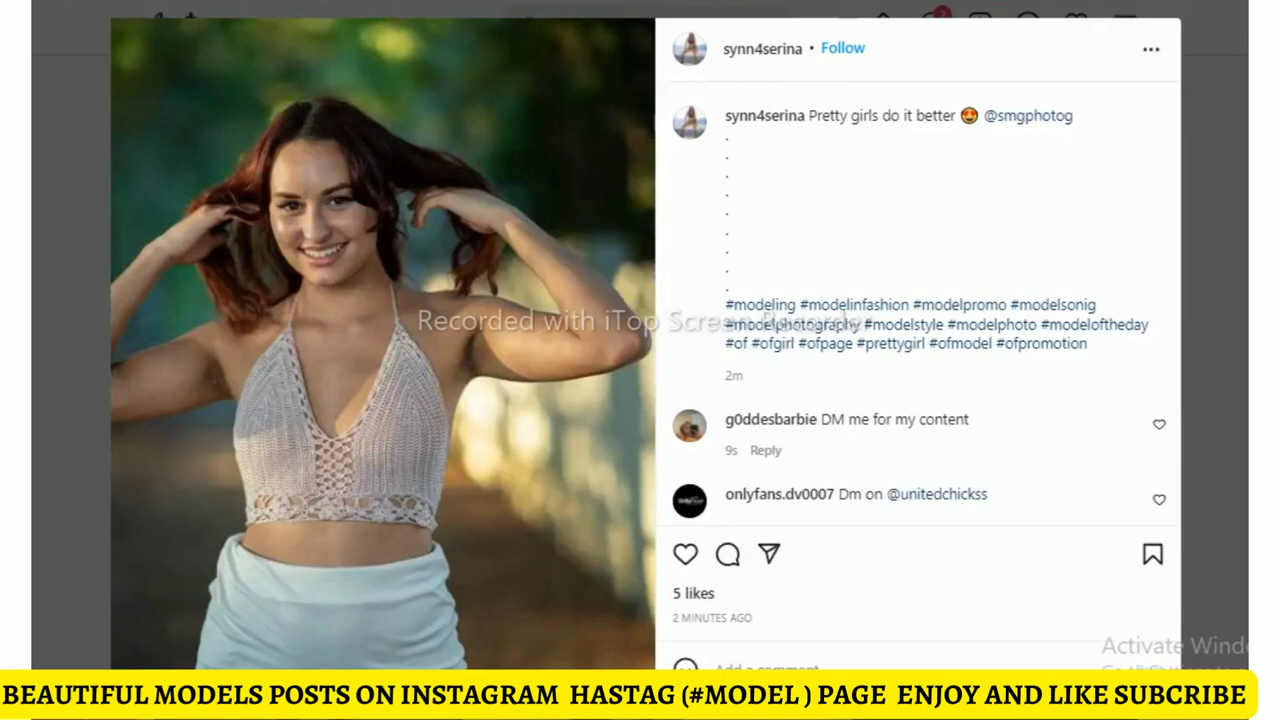 synn4serina • Follow
synn4serina Pretty girls do it better 😍 @smgphotog
.
.
.
.
.
.
.
.
.
#modeling #modelinfashion #modelpromo #modelsonig
#modelphotography #modelstyle #modelphoto #modeloftheday
#of #ofgirl #ofpage #prettygirl #ofmodel #ofpromotion
2m
g0ddesbarbie DM me for my content
9s Reply
onlyfans.dv0007 Dm on @unitedchickss
5 likes
2 MINUTES AGO
Add a comment
Recorded with iTop Screen Recorder
Activate Wind
BEAUTIFUL MODELS POSTS ON INSTAGRAM HASTAG (#MODEL ) PAGE ENJOY AND LIKE SUBCRIBE